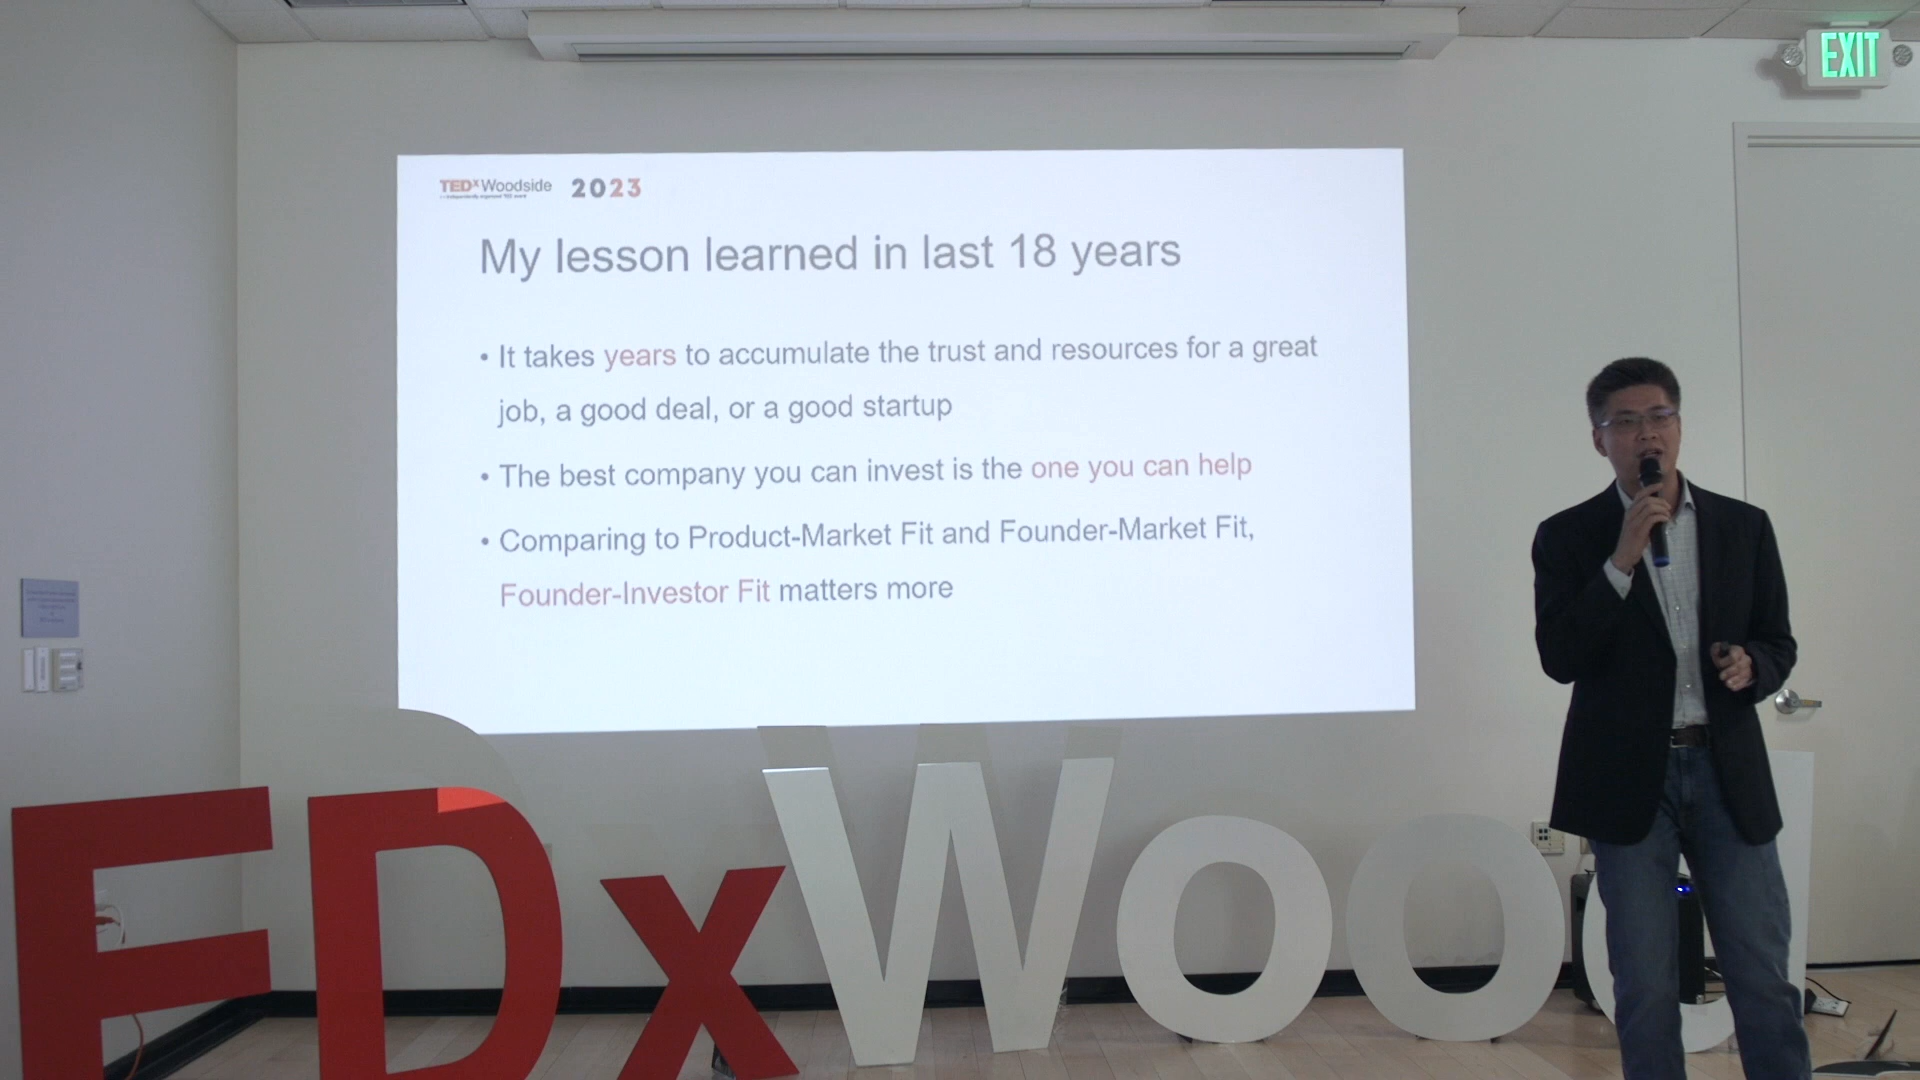 EXIT
TEDxWoodside 2023
My lesson learned in last 18 years
• It takes years to accumulate the trust and resources for a great
job, a good deal, or a good startup
• The best company you can invest is the one you can help
• Comparing to Product-Market Fit and Founder-Market Fit,
Founder-Investor Fit matters more
EDxWood